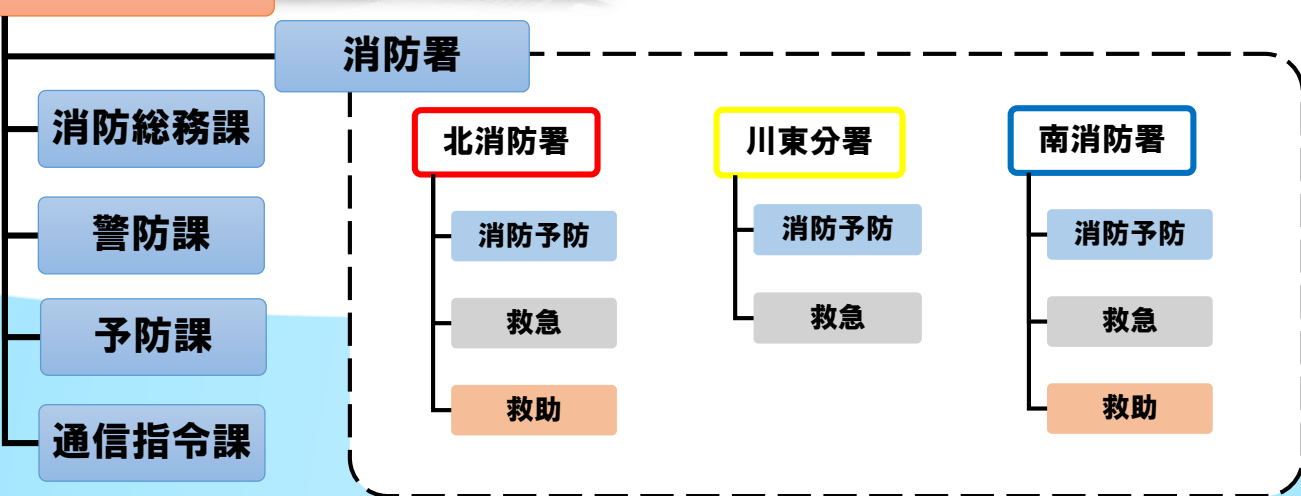 消防署
消防総務課
警防課
予防課
通信指令課
北消防署
消防予防
救急
救助
川東分署
消防予防
救急
南消防署
消防予防
救急
救助